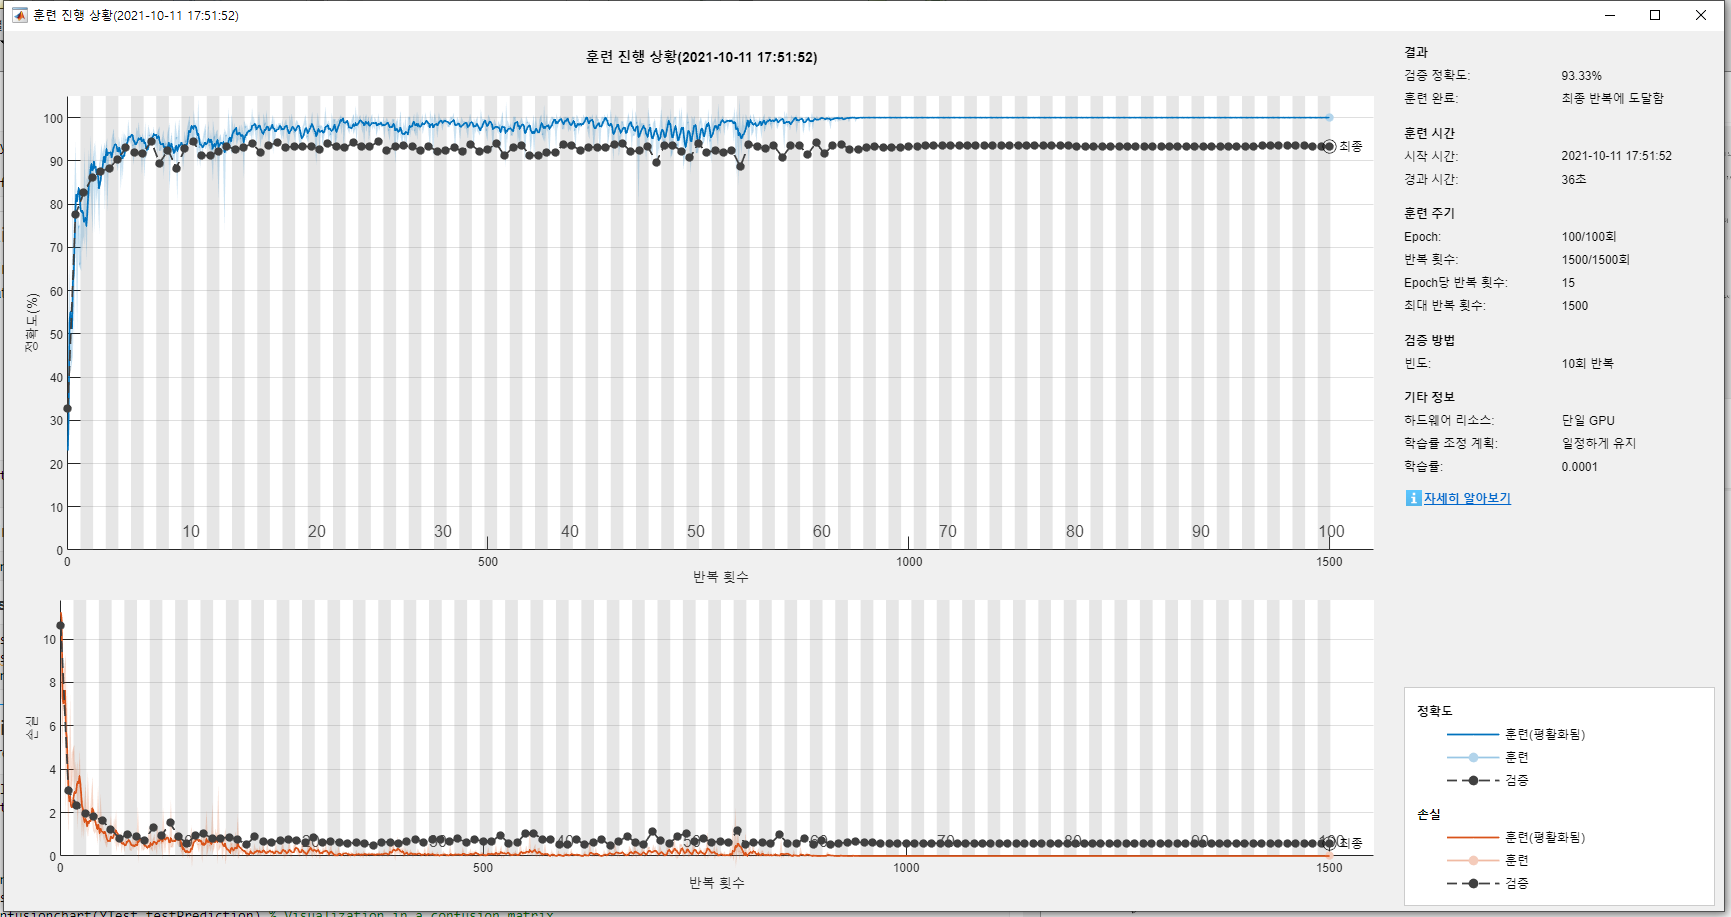 훈련 진행 상황(2021-10-11 17:51:52)
훈련 진행 상황(2021-10-11 17:51:52)
100
90
80
70
60
50
40
30
20
10
0
정확도(%)
10 20 30 40 50 60 70 80 90 100
0 500 1000 1500
반복 횟수
최종
10
8
6
4
2
0
손실
20 30 40 50 60 70 80 90 100
0 500 1000 1500
반복 횟수
최종
결과
검증 정확도: 93.33%
훈련 완료: 최종 반복에 도달함
훈련 시간
시작 시간: 2021-10-11 17:51:52
경과 시간: 36초
훈련 주기
Epoch: 100/100회
반복 횟수: 1500/1500회
Epoch당 반복 횟수: 15
최대 반복 횟수: 1500
검증 방법
빈도: 10회 반복
기타 정보
하드웨어 리소스: 단일 GPU
학습률 조정 계획: 일정하게 유지
학습률: 0.0001
자세히 알아보기
정확도
훈련(평활화됨)
훈련
검증
손실
훈련(평활화됨)
훈련
검증